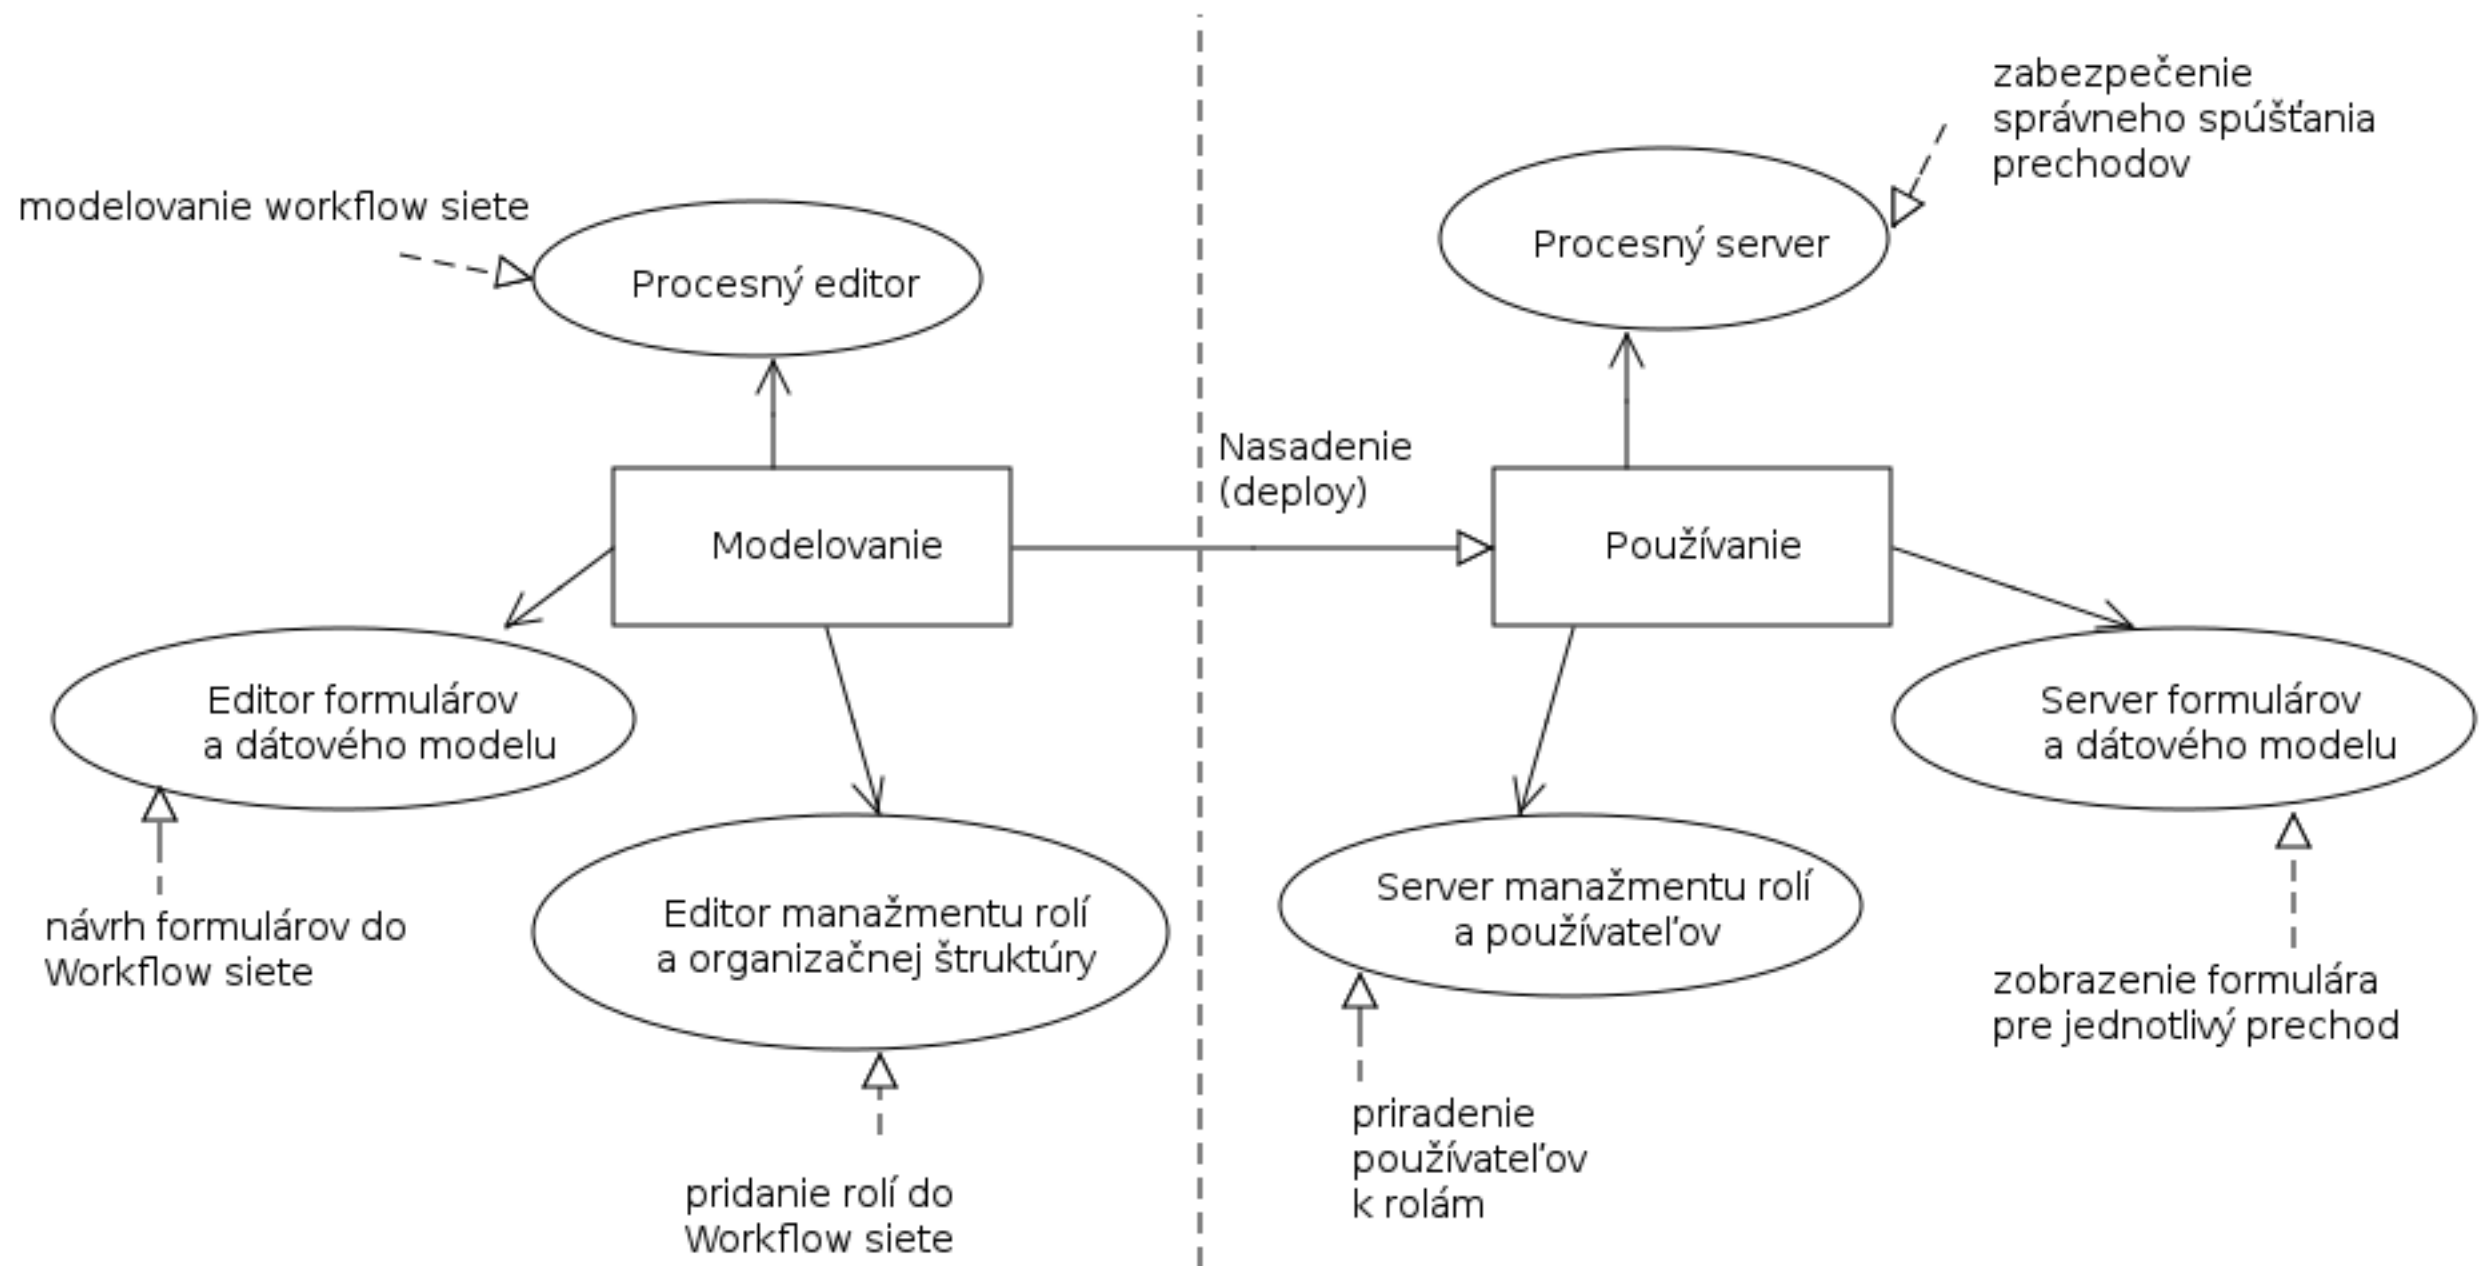 modelovanie workflow siete
Procesný editor
Modelovanie
Editor formulárov
a dátového modelu
návrh formulárov do
Workflow siete
Editor manažmentu rolí
a organizačnej štruktúry
pridanie rolí do
Workflow siete
Nasadenie
(deploy)
zabezpečenie
správneho spúšťania
prechodov
Procesný server
Používanie
Server formulárov
a dátového modelu
Server manažmentu rolí
a používateľov
zobrazenie formulára
pre jednotlivý prechod
priradenie
používateľov
k rolám